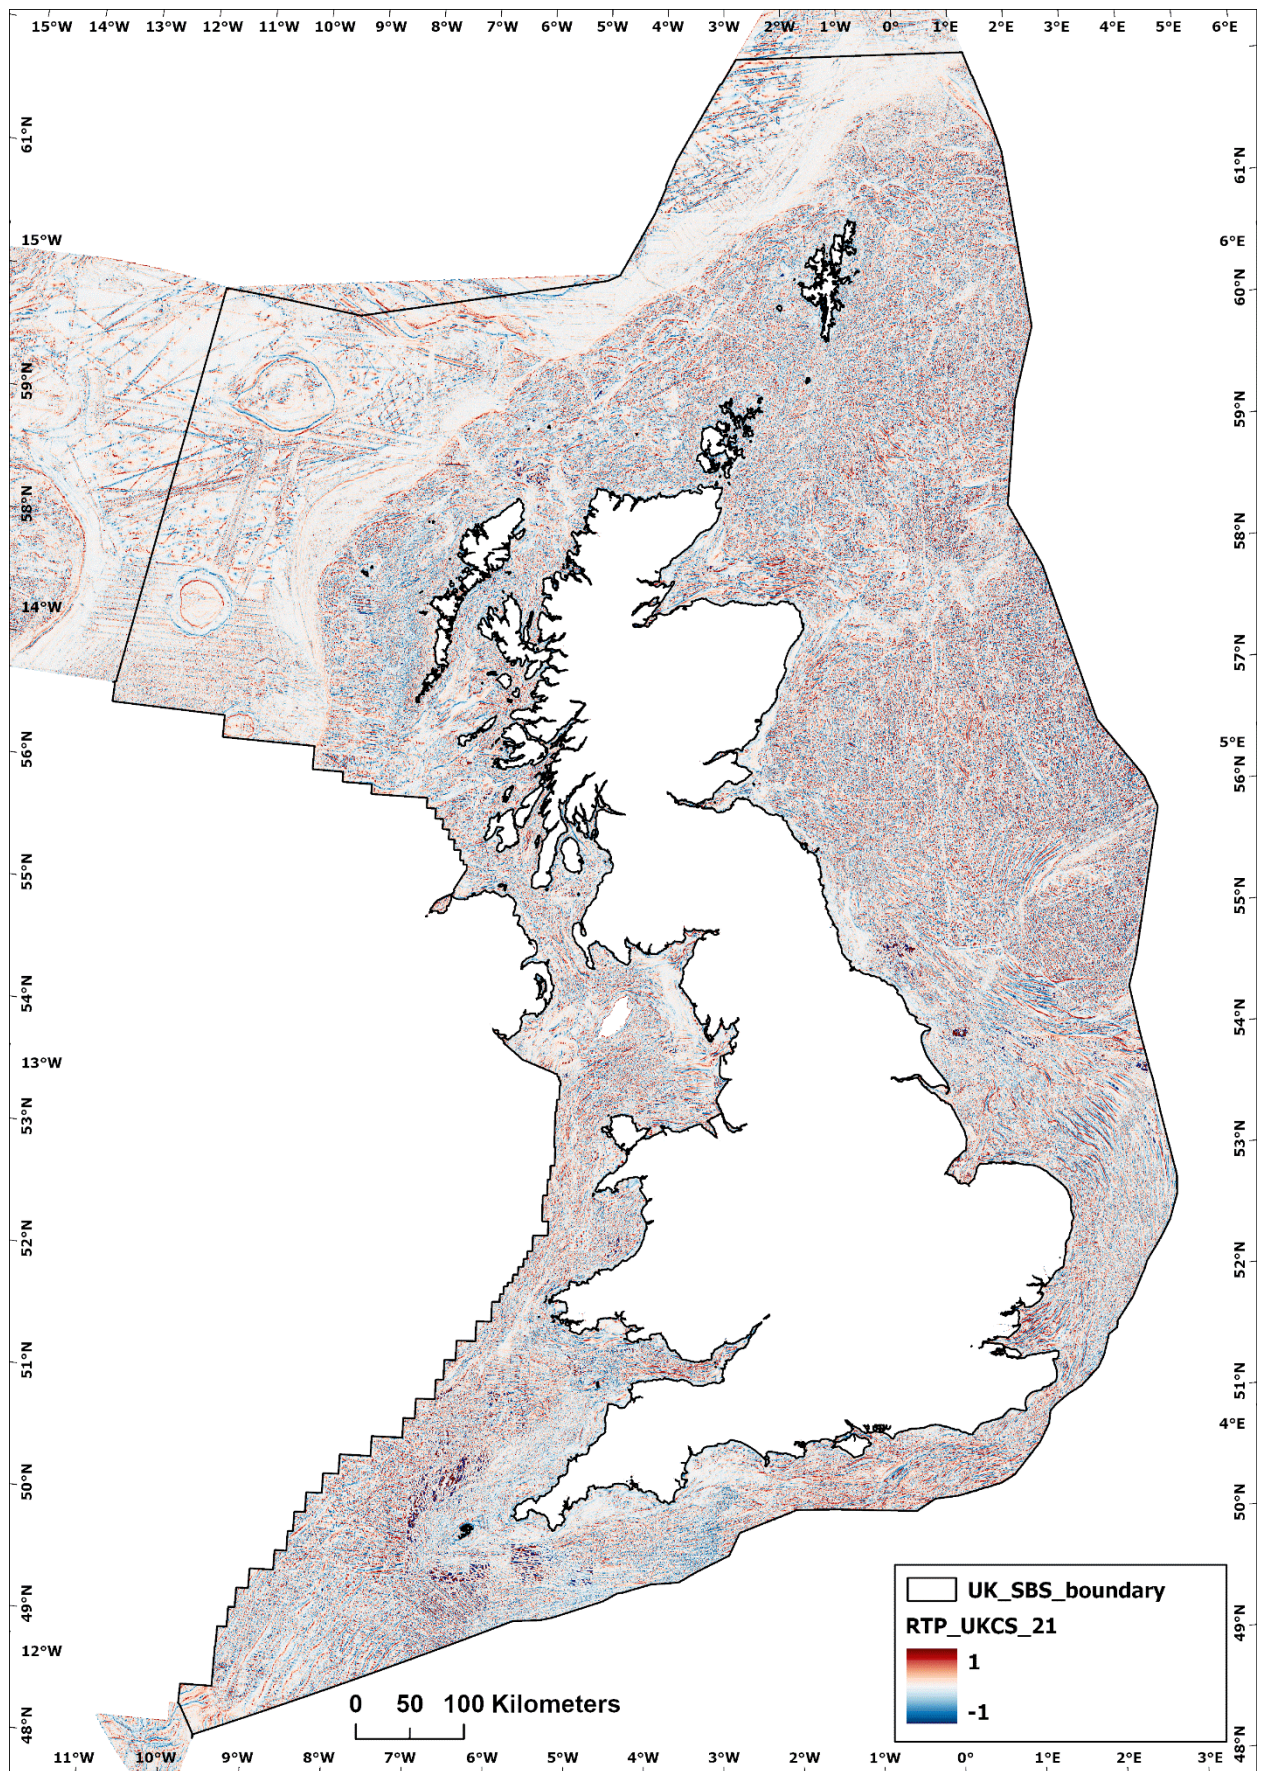 15°W 14°W 13°W 12°W 11°W 10°W 9°W 8°W 7°W 6°W 5°W 4°W 2°W 1°W 0° 1°E 2°E 3°E 4°E 5°E 6°E
61°N
61°N
15°W
6°E
60°N
59°N
59°N
58°N
58°N
14°W
57°N
56°N
5°E
56°N
55°N
55°N
54°N
54°N
13°W
53°N
53°N
52°N
52°N
51°N
51°N
4°E
50°N
50°N
49°N
49°N
12°W
48°N
48°N
UK_SBS_boundary
RTP_UKCS_21
1
-1
0 50 100 Kilometers
11°W 10°W 9°W 8°W 7°W 6°W 5°W 4°W 3°W 2°W 1°W 0° 1°E 2°E 3°E